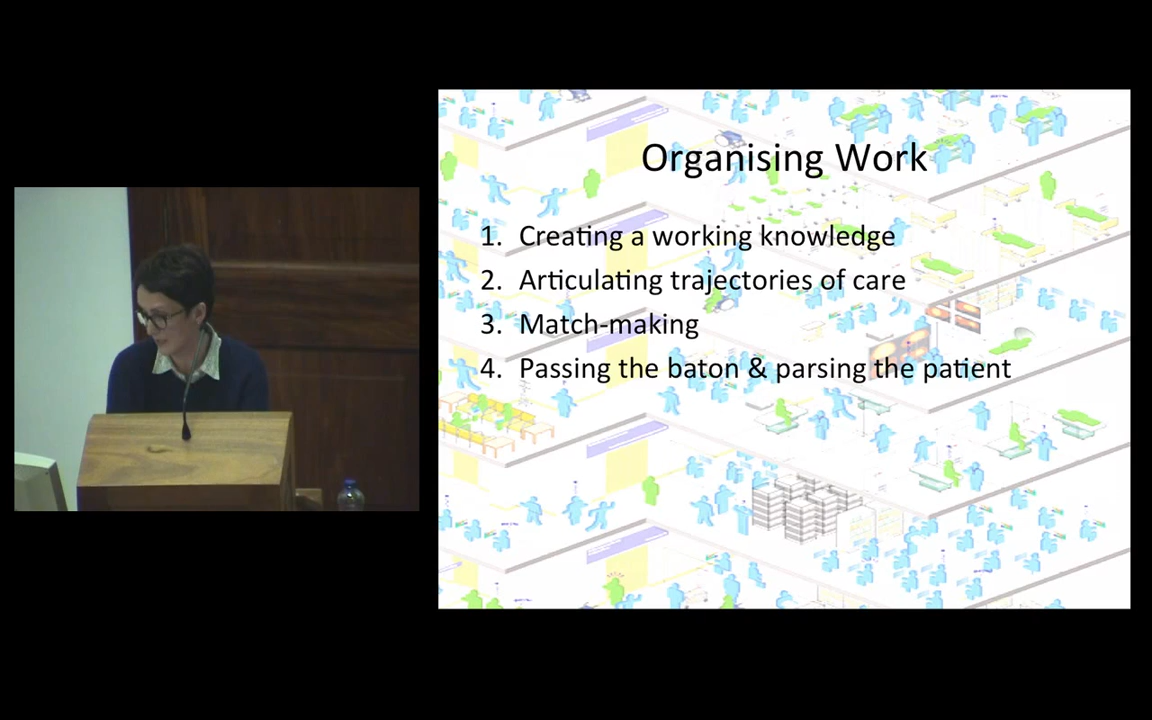 Organising Work
1. Creating a working knowledge
2. Articulating trajectories of care
3. Match-making
4. Passing the baton & parsing the patient